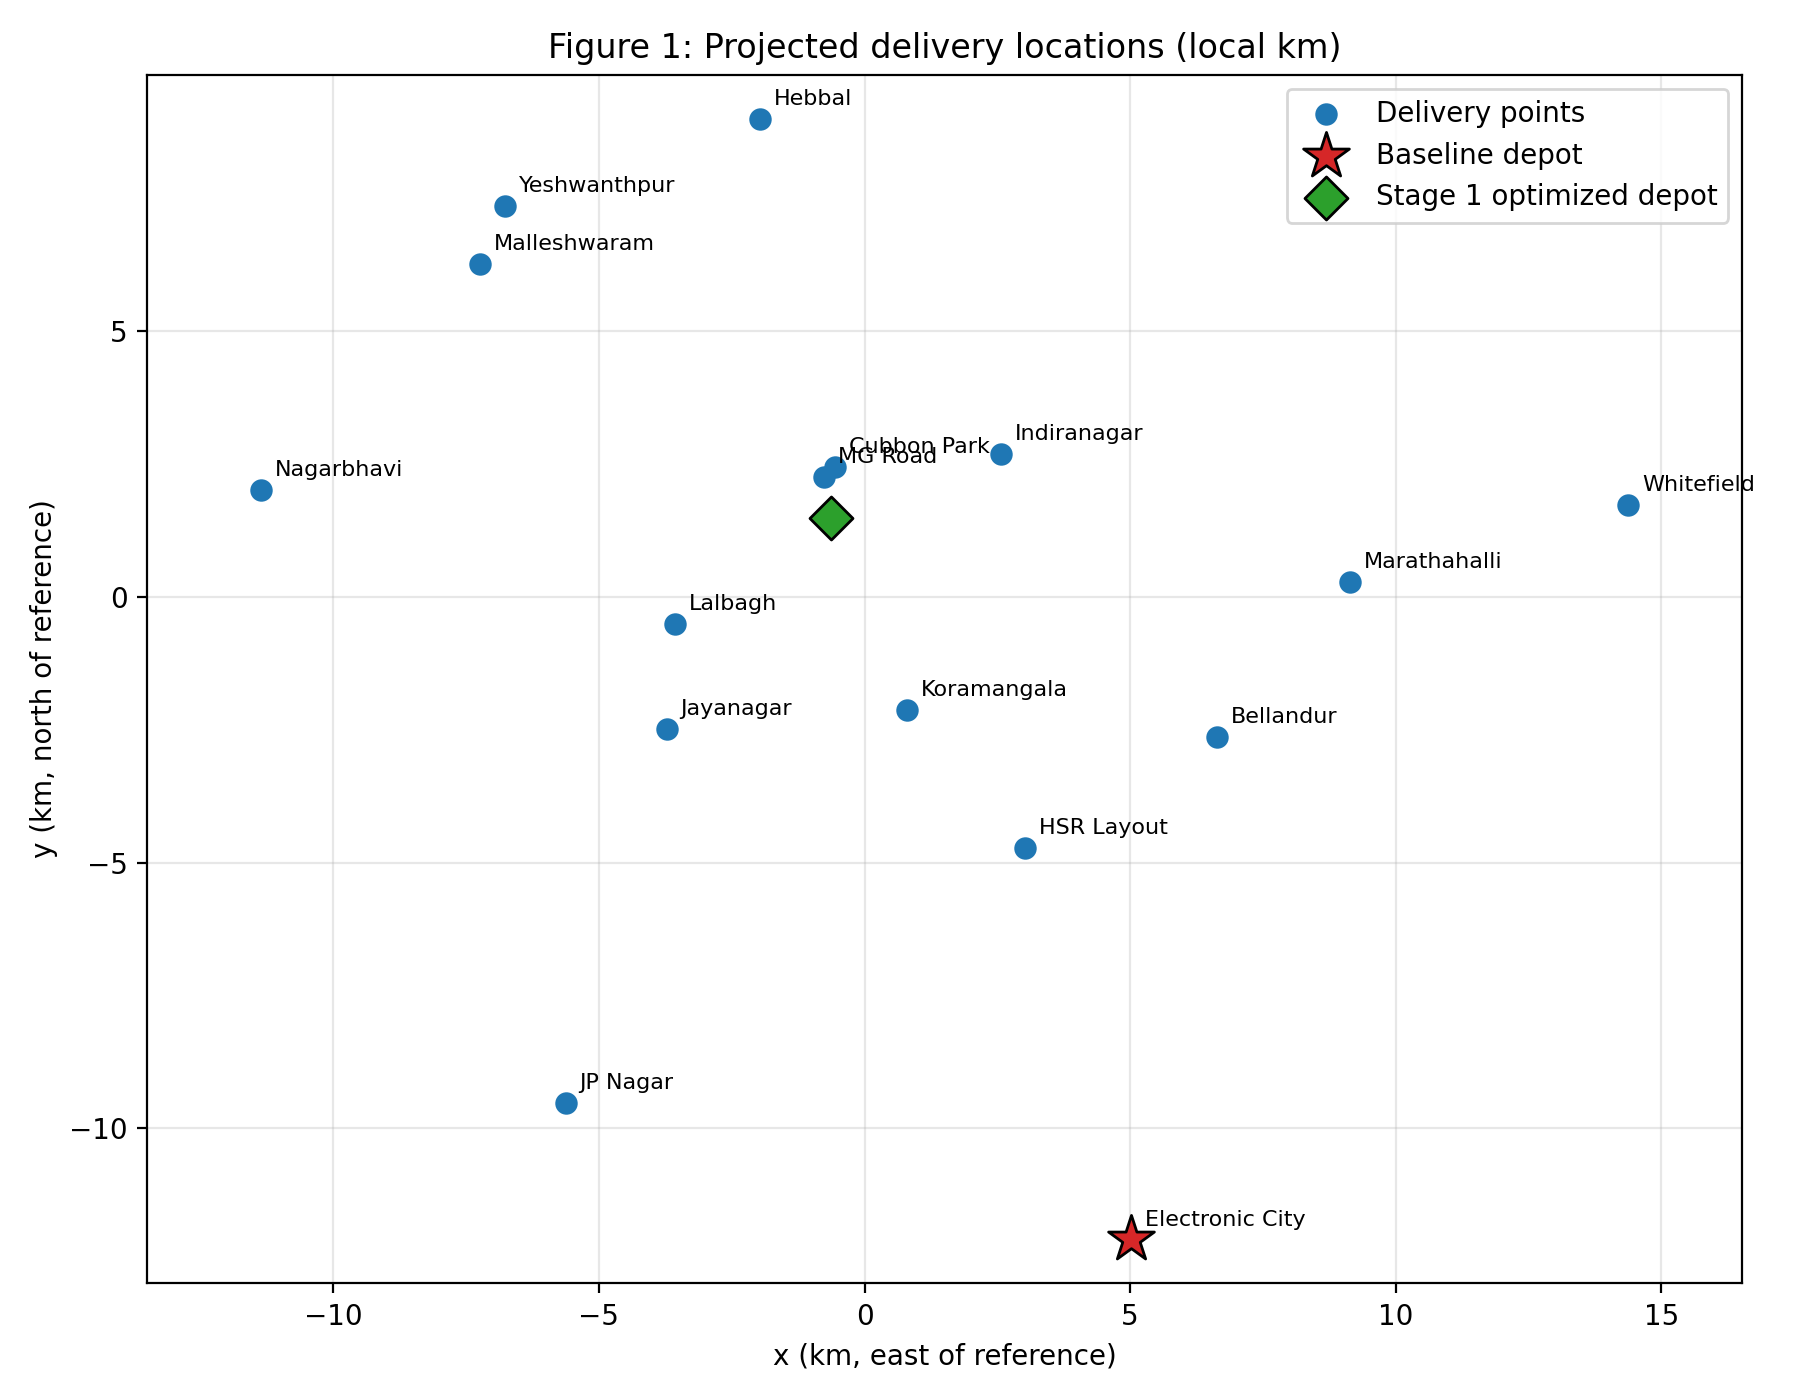 Figure 1: Projected delivery locations (local km)
Hebbal
Delivery points
Baseline depot
Stage 1 optimized depot
Yeshwanthpur
Malleshwaram
5
Indiranagar
Cubbon Park
MG Road
Nagarbhavi
Whitefield
Marathahalli
0
Lalbagh
Koramangala
Jayanagar
Bellandur
HSR Layout
−5
JP Nagar
−10
Electronic City
−10 −5 0 5 10 15
x (km, east of reference)
y (km, north of reference)